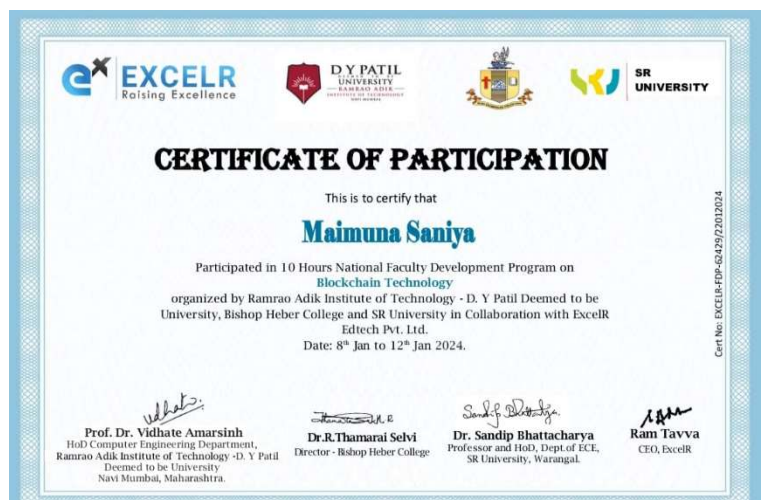 EXCELR
Raising Excellence
D Y PATIL
UNIVERSITY
RAMRAO ADIK
INSTITUTE OF TECHNOLOGY
NAVI MUMBAI
SR
UNIVERSITY
CERTIFICATE OF PARTICIPATION
This is to certify that
Maimuna Saniya
Participated in 10 Hours National Faculty Development Program on
Blockchain Technology
organized by Ramrao Adik Institute of Technology - D. Y Patil Deemed to be
University, Bishop Heber College and SR University in Collaboration with ExcelR
Edtech Pvt. Ltd.
Date: 8th Jan to 12th Jan 2024.
Cert No: EXCELR-FDP-62429/22012024
Prof. Dr. Vidhate Amarsinh
HoD Computer Engineering Department,
Ramrao Adik Institute of Technology -D. Y Patil
Deemed to be University
Navi Mumbai, Maharashtra.
Dr.R.Thamarai Selvi
Director - Bishop Heber College
Sandip Bhattacharya
Dr. Sandip Bhattacharya
Professor and HoD, Dept.of ECE,
SR University, Warangal.
Ram Tavva
CEO, ExcelR